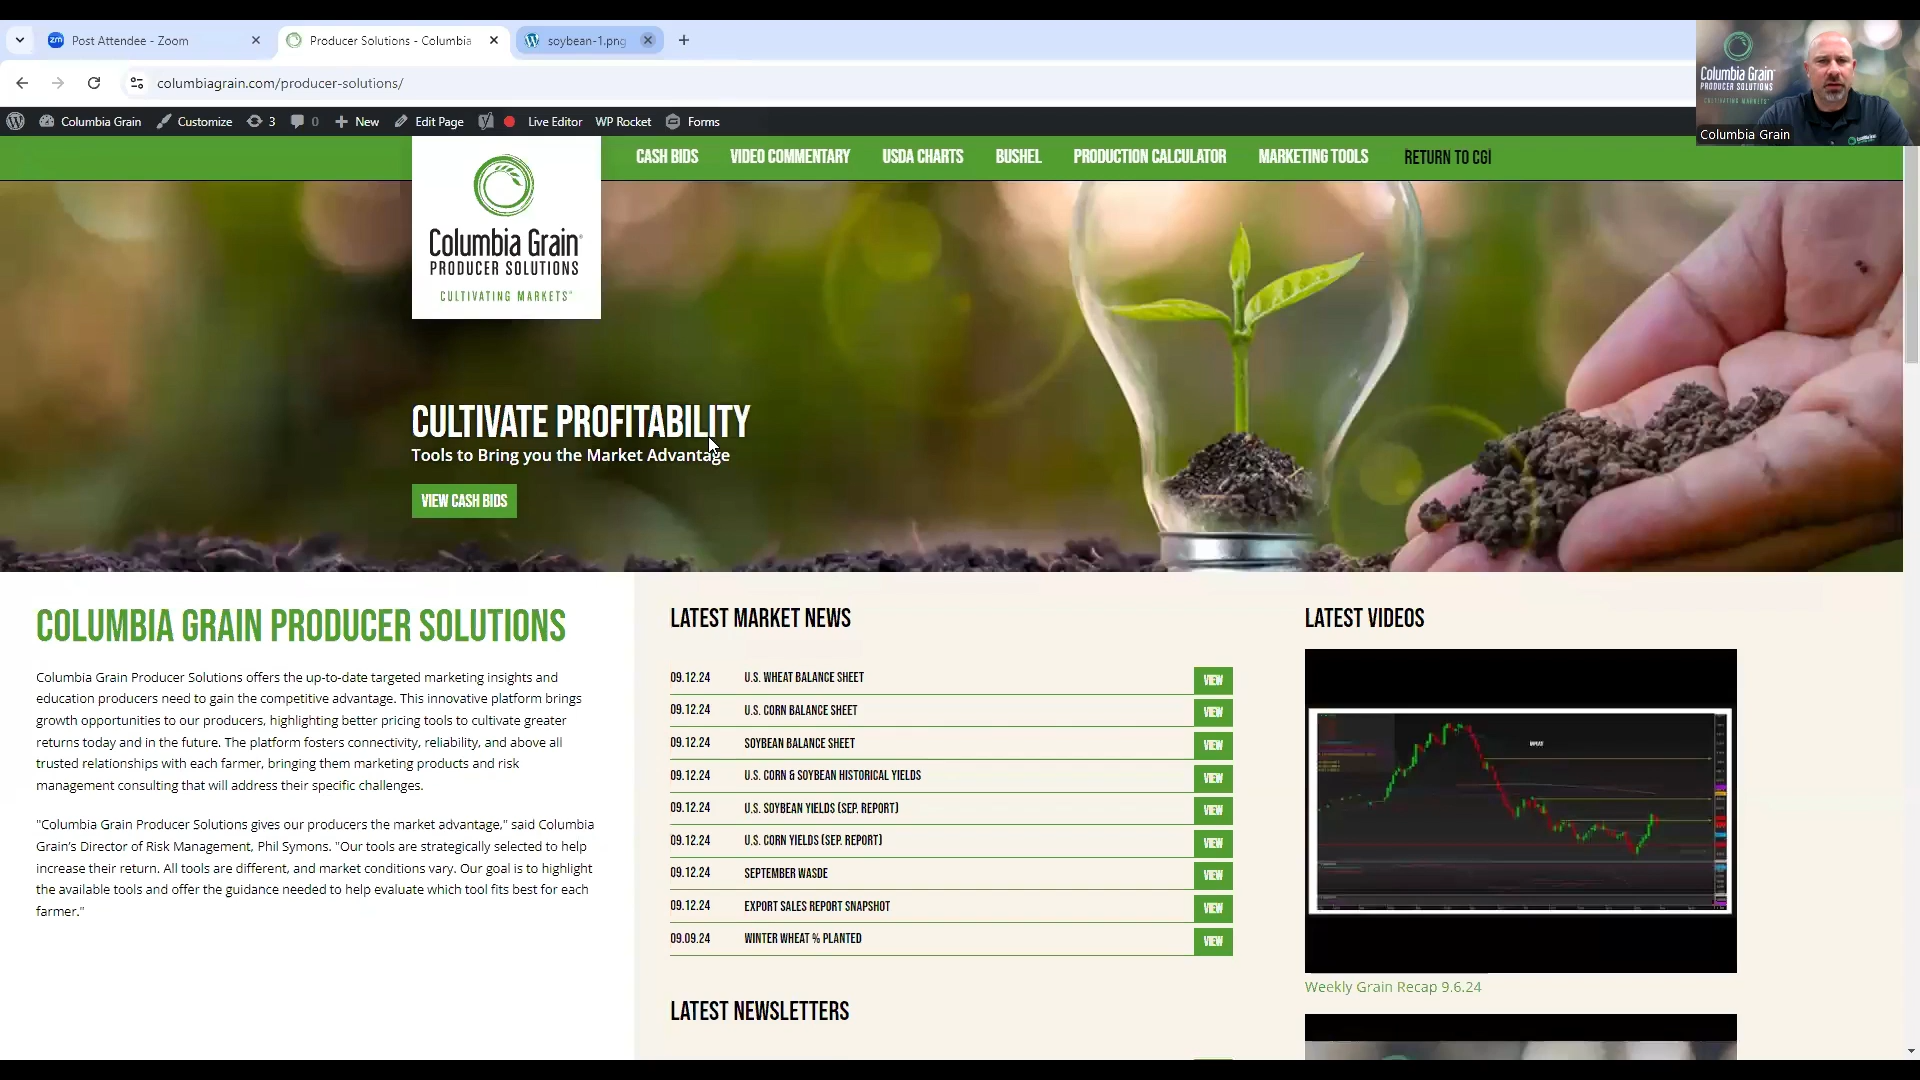 Post Attendee - Zoom
Producer Solutions - Columbia
soybean-1.png
columbiagrain.com/producer-solutions/
Columbia Grain
Customize
3
0
New
Edit Page
Live Editor
WP Rocket
Forms
Columbia Grain
PRODUCER SOLUTIONS
CULTIVATING MARKETS
Columbia Grain
CASH BIDS
VIDEO COMMENTARY
USDA CHARTS
BUSHEL
PRODUCTION CALCULATOR
MARKETING TOOLS
RETURN TO CGI
Columbia Grain
PRODUCER SOLUTIONS
CULTIVATING MARKETS
CULTIVATE PROFITABILITY
Tools to Bring you the Market Advantage
VIEW CASH BIDS
COLUMBIA GRAIN PRODUCER SOLUTIONS
Columbia Grain Producer Solutions offers the up-to-date targeted marketing insights and
education producers need to gain the competitive advantage. This innovative platform brings
growth opportunities to our producers, highlighting better pricing tools to cultivate greater
returns today and in the future. The platform fosters connectivity, reliability, and above all
trusted relationships with each farmer, bringing them marketing products and risk
management consulting that will address their specific challenges.
"Columbia Grain Producer Solutions gives our producers the market advantage," said Columbia
Grain's Director of Risk Management, Phil Symons. "Our tools are strategically selected to help
increase their return. All tools are different, and market conditions vary. Our goal is to highlight
the available tools and offer the guidance needed to help evaluate which tool fits best for each
farmer."
LATEST MARKET NEWS
09.12.24 U.S. WHEAT BALANCE SHEET VIEW
09.12.24 U.S. CORN BALANCE SHEET VIEW
09.12.24 SOYBEAN BALANCE SHEET VIEW
09.12.24 U.S. CORN & SOYBEAN HISTORICAL YIELDS VIEW
09.12.24 U.S. SOYBEAN YIELDS (SEP. REPORT) VIEW
09.12.24 U.S. CORN YIELDS (SEP. REPORT) VIEW
09.12.24 SEPTEMBER WASDE VIEW
09.12.24 EXPORT SALES REPORT SNAPSHOT VIEW
09.09.24 WINTER WHEAT % PLANTED VIEW
LATEST NEWSLETTERS
LATEST VIDEOS
Weekly Grain Recap 9.6.24